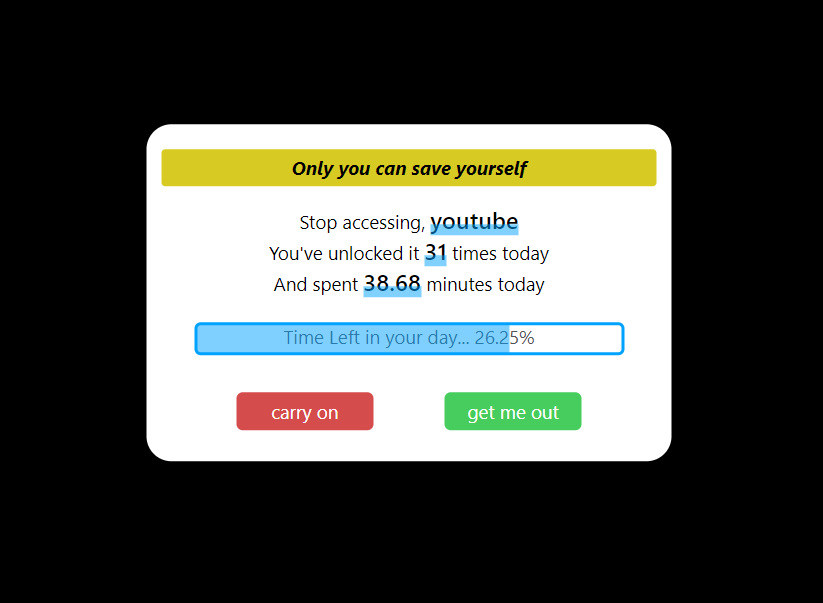 Only you can save yourself
Stop accessing, youtube
You've unlocked it 31 times today
And spent 38.68 minutes today
Time Left in your day... 26.25%
carry on
get me out